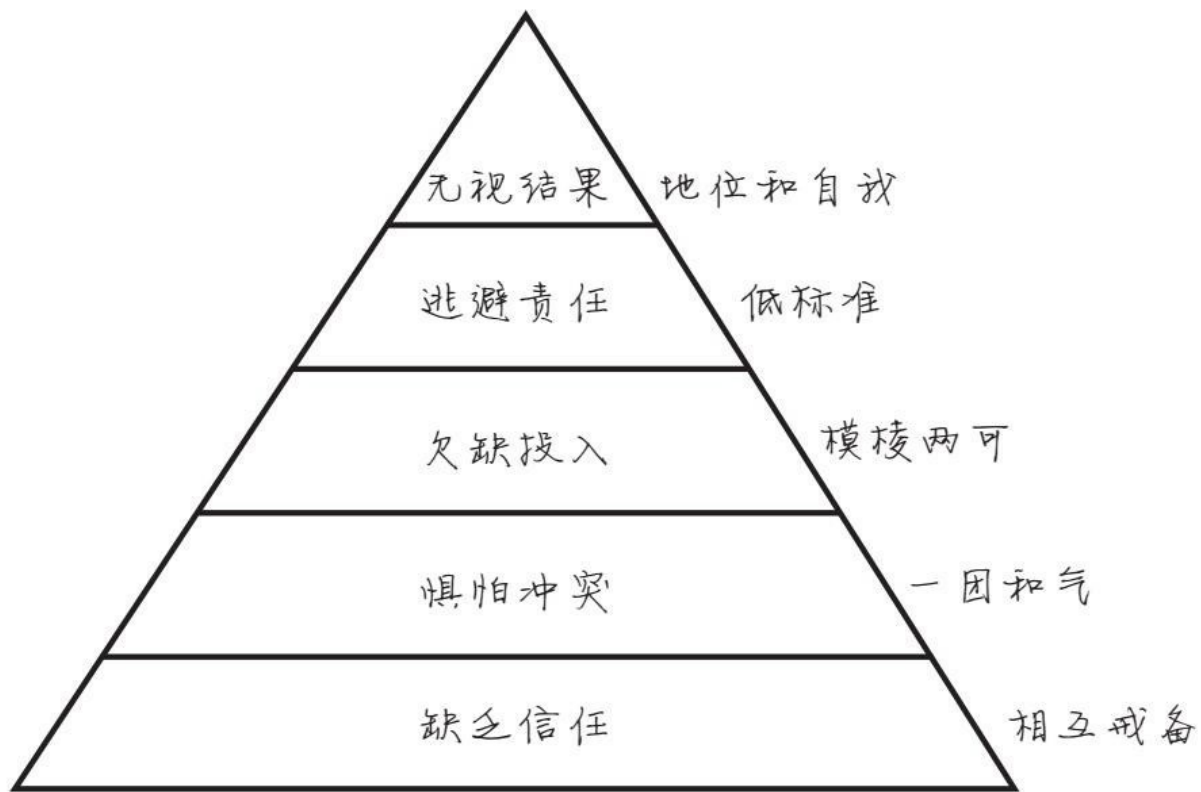 无视结果 地位和自我
逃避责任 低标准
欠缺投入 模棱两可
惧怕冲突 一团和气
缺乏信任 相互戒备